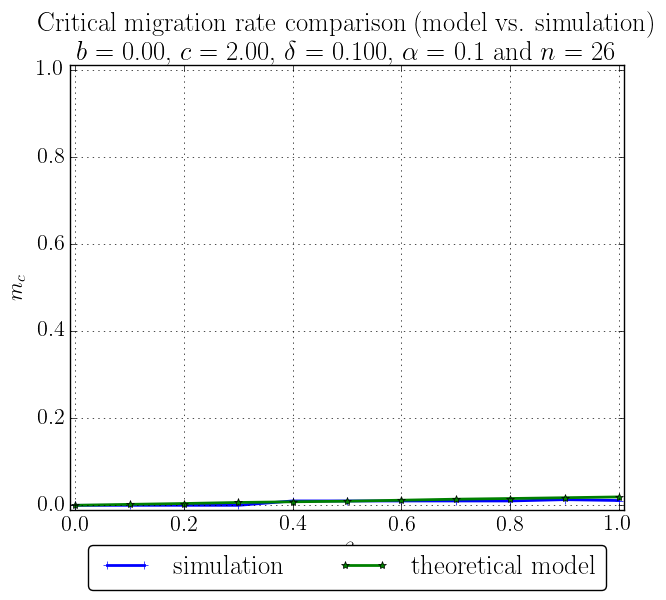 Critical migration rate comparison (model vs. simulation)
b = 0.00, c = 2.00, δ = 0.100, α = 0.1 and n = 26
1.0
0.8
0.6
0.4
0.2
0.0
m_c
0.0 0.2 0.4 0.6 0.8 1.0
simulation theoretical model